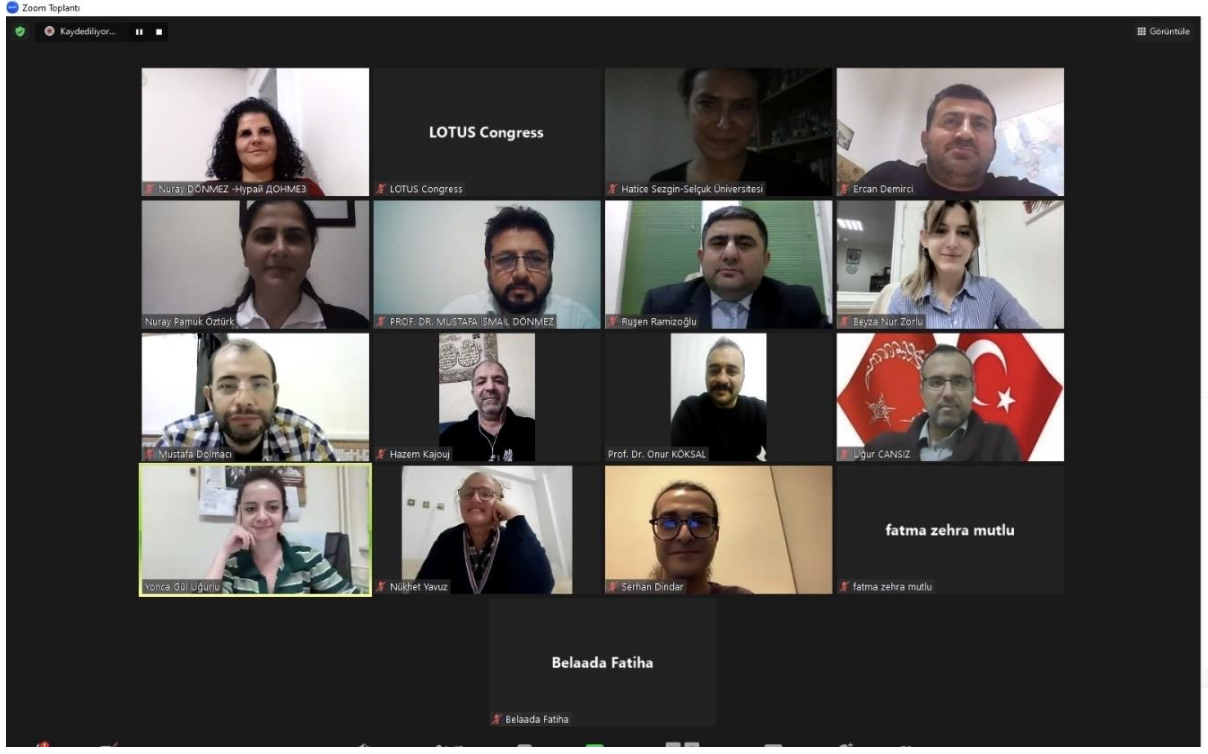 Zoom Toplantı
Kaydediliyor...
Görüntüle
Nuray DÖNMEZ -Нурай ДОНМЕЗ
LOTUS Congress
LOTUS Congress
Hatice Sezgin-Selçuk Üniversitesi
Ercan Demirci
Nuray Pamuk Öztürk
PROF. DR. MUSTAFA İSMAİL DÖNMEZ
Ruşen Ramizoğlu
Beyza Nur Zorlu
Mustafa Dolmacı
Hazem Kajouj
Prof. Dr. Onur KÖKSAL
Uğur CANSIZ
Yonca Gül Uğurlu
Nükhet Yavuz
Serhan Dindar
fatma zehra mutlu
fatma zehra mutlu
Belaada Fatiha
Belaada Fatiha